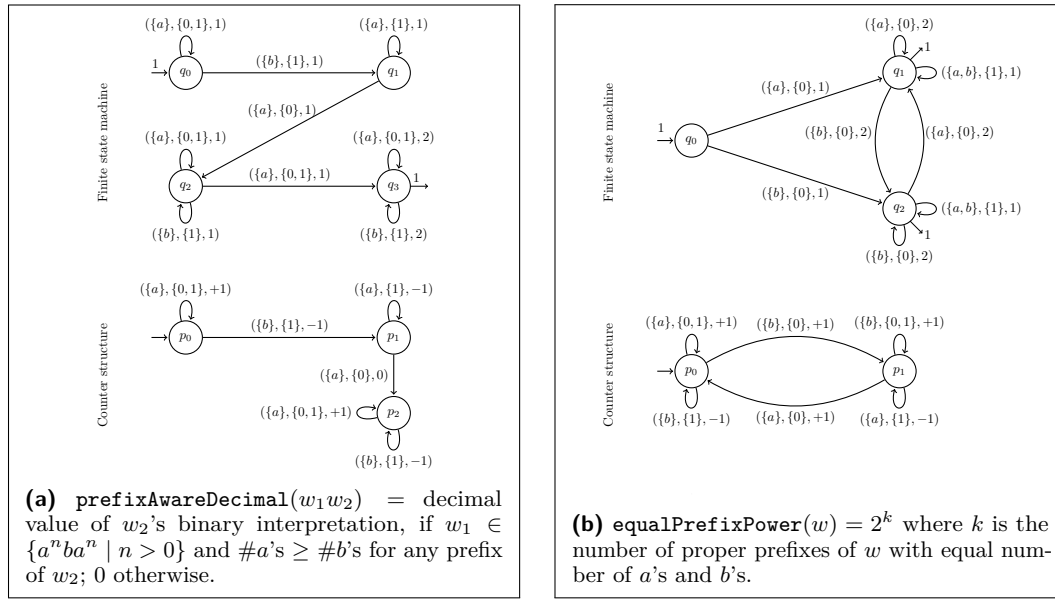 ({a}, {0, 1}, 1)
({a}, {1}, 1)
1
q0
({b}, {1}, 1)
q1
({a}, {0}, 1)
Finite state machine
({a}, {0, 1}, 1)
({a}, {0, 1}, 2)
q2
({a}, {0, 1}, 1)
q3
1
({b}, {1}, 1)
({b}, {1}, 2)
({a}, {0, 1}, +1)
({a}, {1}, −1)
p0
({b}, {1}, −1)
p1
Counter structure
({a}, {0}, 0)
({a}, {0, 1}, +1)
p2
({b}, {1}, −1)
(a) prefixAwareDecimal(w1w2) = decimal
value of w2's binary interpretation, if w1 ∈
{a^nba^n | n > 0} and #a's ≥ #b's for any prefix
of w2; 0 otherwise.
({a}, {0}, 2)
1
q1
({a, b}, {1}, 1)
({a}, {0}, 1)
Finite state machine
1
q0
({b}, {0}, 2)
({a}, {0}, 2)
({b}, {0}, 1)
q2
({a, b}, {1}, 1)
1
({b}, {0}, 2)
({a}, {0, 1}, +1)
({b}, {0}, +1)
({b}, {0, 1}, +1)
Counter structure
p0
p1
({b}, {1}, −1)
({a}, {0}, +1)
({a}, {1}, −1)
(b) equalPrefixPower(w) = 2^k where k is the
number of proper prefixes of w with equal num-
ber of a's and b's.